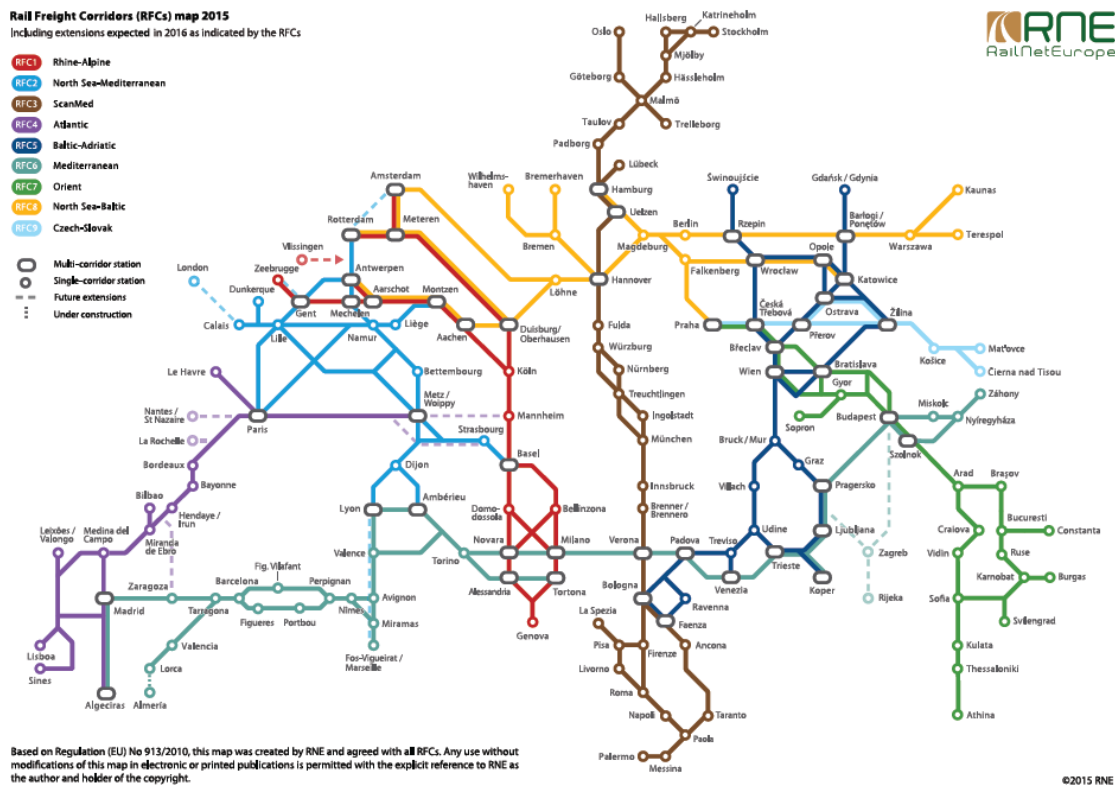 Rail Freight Corridors (RFCs) map 2015
Including extensions expected in 2016 as indicated by the RFCs
RFC1 Rhine-Alpine
RFC2 North Sea-Mediterranean
RFC3 ScanMed
RFC4 Atlantic
RFC5 Baltic-Adriatic
RFC6 Mediterranean
RFC7 Orient
RFC8 North Sea-Baltic
RFC9 Czech-Slovak
Multi-corridor station
Single-corridor station
Future extensions
Under construction
RNE
RailNetEurope
Hallsberg
Katrineholm
Oslo
Stockholm
Mjölby
Göteborg
Hässleholm
Malmö
Taulov
Trelleborg
Padborg
Lübeck
Amsterdam
Wilhelms-
haven
Bremerhaven
Hamburg
Świnoujście
Gdańsk / Gdynia
Kaunas
Rotterdam
Meteren
Uelzen
Berlin
Rzepin
Barłogi /
Ponętów
Terespol
Vlissingen
Bremen
Magdeburg
Opole
Warszawa
London
Zeebrugge
Antwerpen
Falkenberg
Wrocław
Katowice
Dunkerque
Aarschot
Montzen
Löhne
Hannover
Gent
Mechelen
Ostrava
Žilina
Calais
Lille
Namur
Liège
Aachen
Duisburg/
Oberhausen
Fulda
Praha
Česká
Třebová
Přerov
Würzburg
Břeclav
Košice
Mat'ovce
Le Havre
Bettembourg
Köln
Nürnberg
Wien
Bratislava
Čierna nad Tisou
Metz /
Woippy
Treuchtlingen
Gyor
Miskolc
Záhony
Nantes /
St Nazaire
Paris
Mannheim
Ingolstadt
Sopron
Budapest
Nyíregyháza
La Rochelle
Strasbourg
München
Bruck / Mur
Szolnok
Bordeaux
Dijon
Basel
Graz
Bayonne
Innsbruck
Villach
Pragersko
Arad
Braşov
Bilbao
Hendaye /
Irun
Lyon
Ambérieu
Domo-
dossola
Bellinzona
Brenner /
Brennero
Leixões /
Valongo
Medina del
Campo
Miranda
de Ebro
Udine
Ljubljana
Craiova
Bucuresti
Constanta
Valence
Torino
Novara
Milano
Verona
Padova
Treviso
Trieste
Zagreb
Vidin
Ruse
Zaragoza
Barcelona
Fig. Vilafant
Perpignan
Alessandria
Tortona
Bologna
Venezia
Koper
Karnobat
Burgas
Madrid
Tarragona
Figueres
Portbou
Nîmes
Avignon
Ravenna
Rijeka
Sofia
Miramas
Genova
La Spezia
Faenza
Svilengrad
Lisboa
Valencia
Fos-Vigueirat /
Marseille
Pisa
Firenze
Ancona
Kulata
Sines
Lorca
Livorno
Thessaloniki
Algeciras
Almería
Roma
Napoli
Taranto
Athina
Paola
Palermo
Messina
Based on Regulation (EU) No 913/2010, this map was created by RNE and agreed with all RFCs. Any use without
modifications of this map in electronic or printed publications is permitted with the explicit reference to RNE as
the author and holder of the copyright.
©2015 RNE